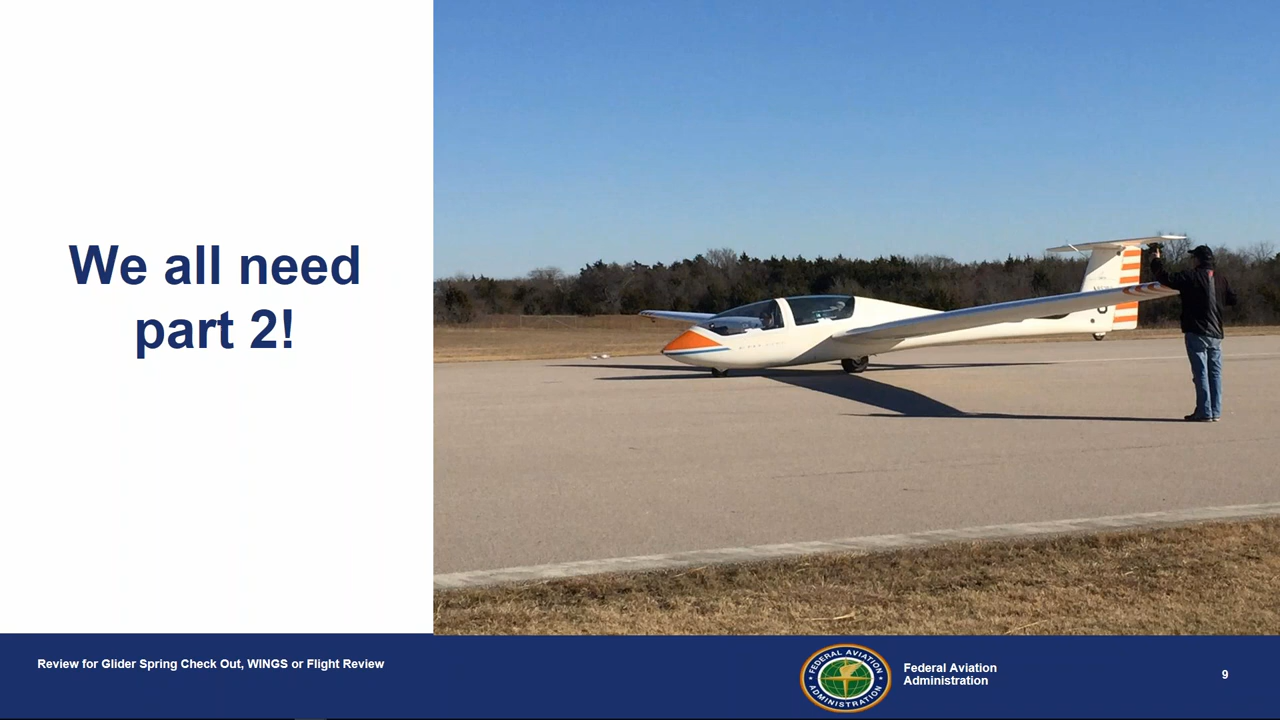 We all need
part 2!
Review for Glider Spring Check Out, WINGS or Flight Review
FEDERAL AVIATION
ADMINISTRATION
Federal Aviation
Administration
9